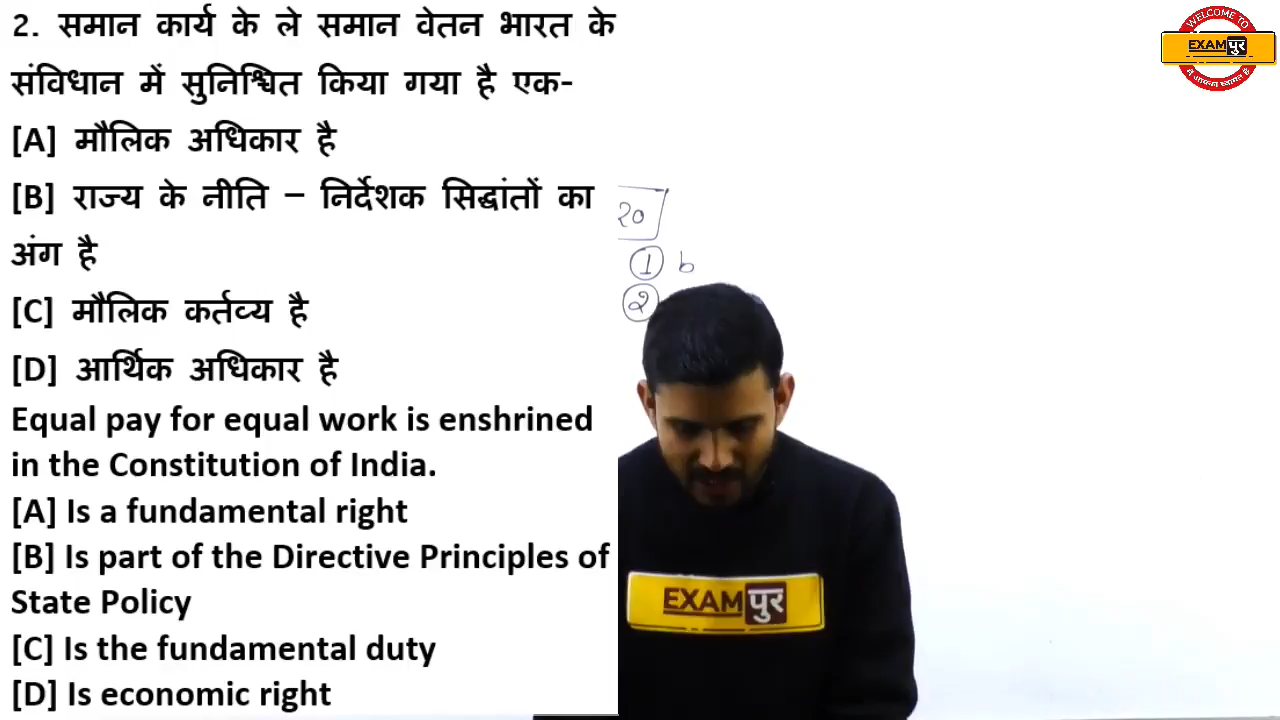 2. समान कार्य के ले समान वेतन भारत के
संविधान में सुनिश्चित किया गया है एक-
[A] मौलिक अधिकार है
[B] राज्य के नीति – निर्देशक सिद्धांतों का
अंग है
[C] मौलिक कर्तव्य है
[D] आर्थिक अधिकार है
Equal pay for equal work is enshrined
in the Constitution of India.
[A] Is a fundamental right
[B] Is part of the Directive Principles of
State Policy
[C] Is the fundamental duty
[D] Is economic right
20
1 b
2
EXAMपुर
WELCOME TO
EXAMपुर